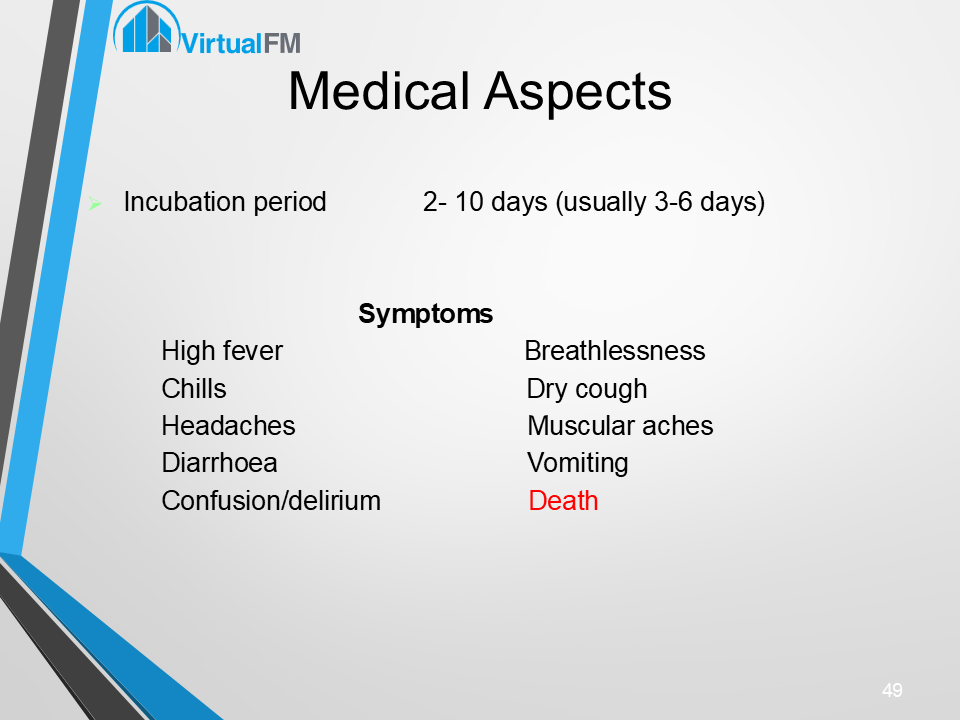 VirtualFM
Medical Aspects
Incubation period 2- 10 days (usually 3-6 days)
Symptoms
High fever Breathlessness
Chills Dry cough
Headaches Muscular aches
Diarrhoea Vomiting
Confusion/delirium Death
49